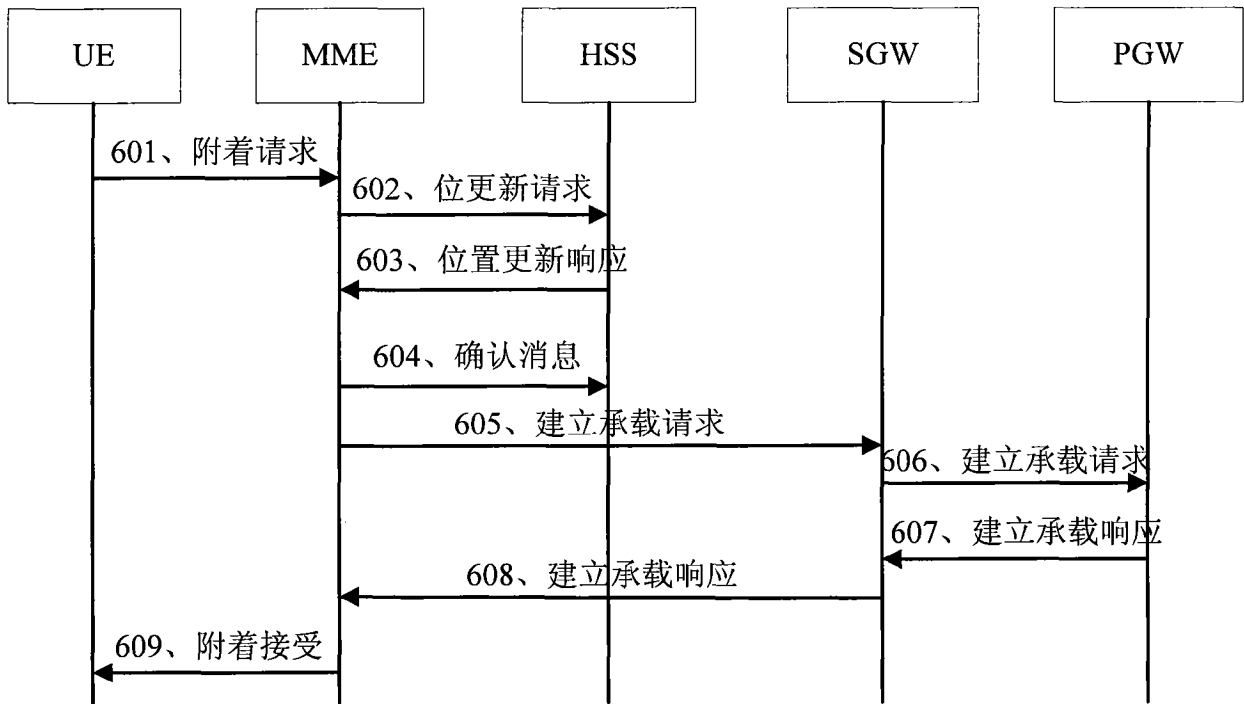 UE
MME
HSS
SGW
PGW
601、附着请求
602、位更新请求
603、位置更新响应
604、确认消息
605、建立承载请求
606、建立承载请求
607、建立承载响应
608、建立承载响应
609、附着接受